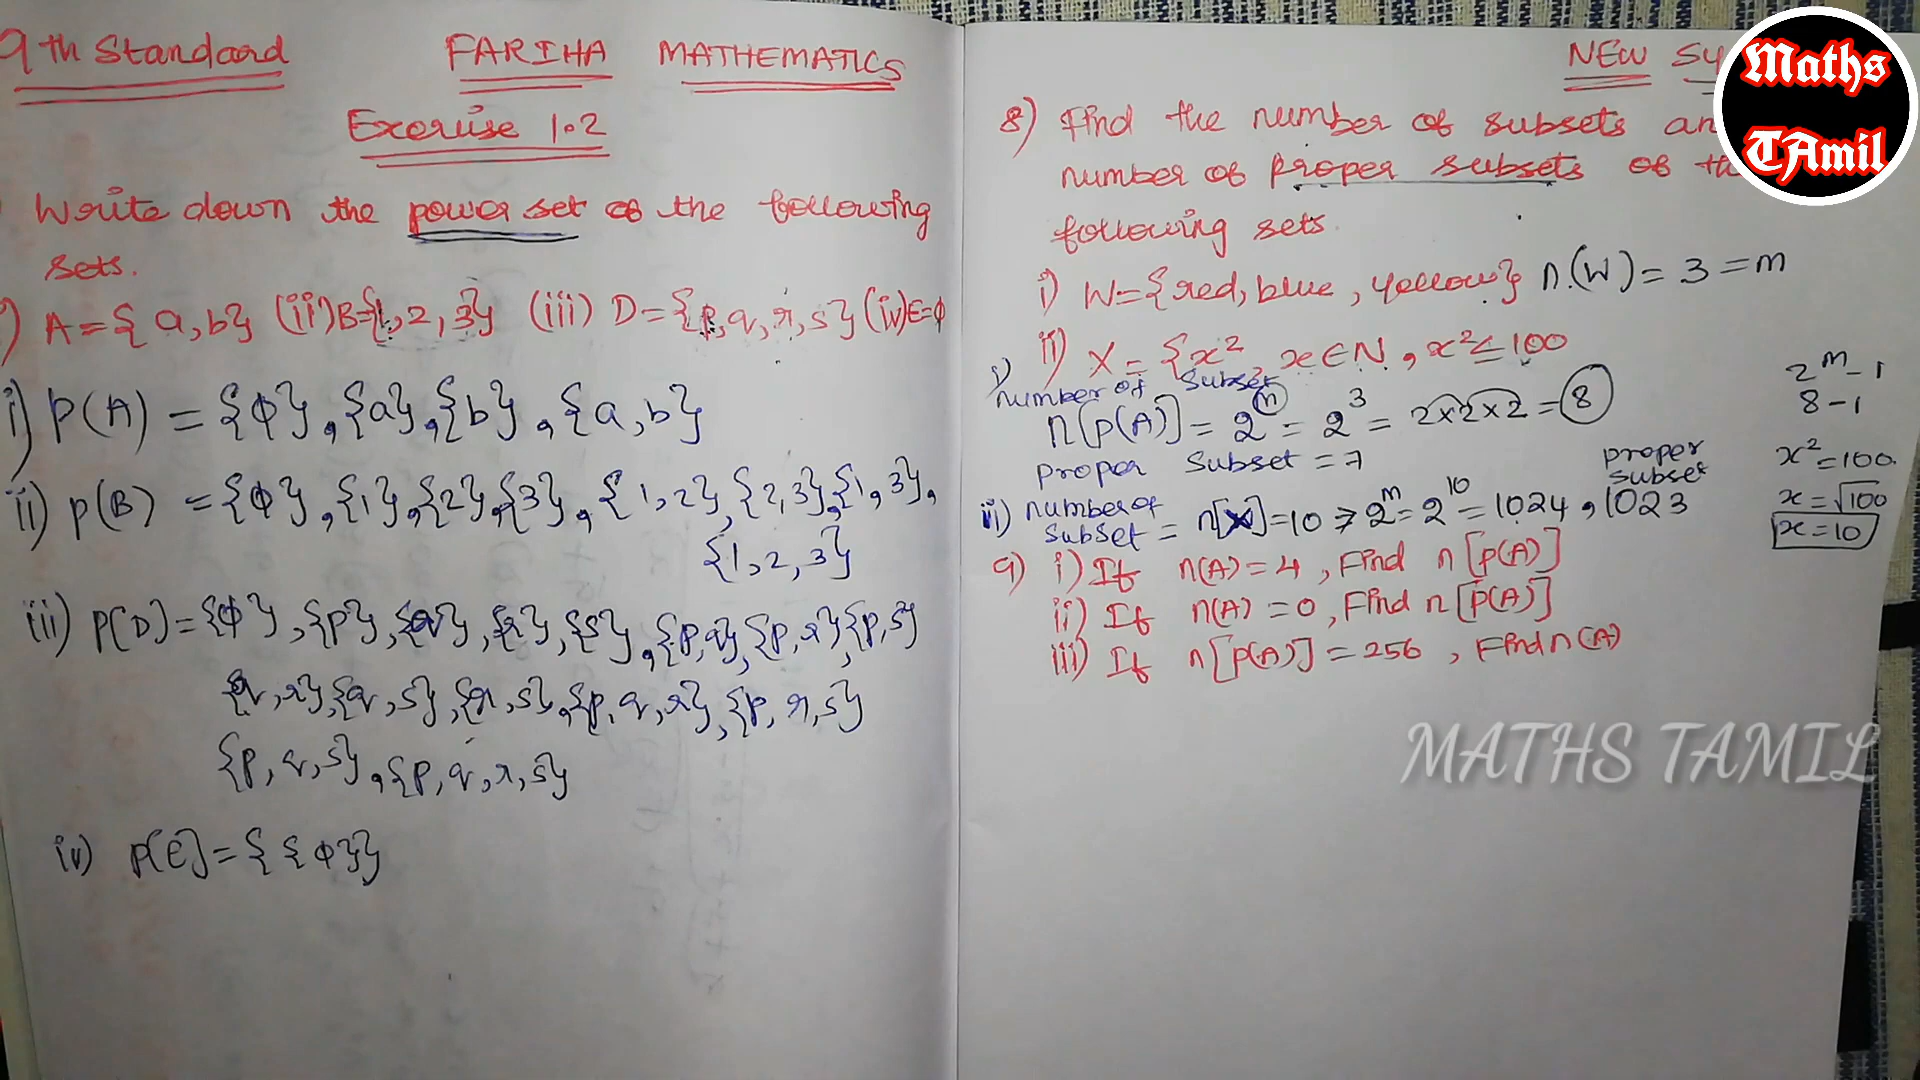 9th Standard FARIHA MATHEMATICS
Exercise 1.2
Write down the power set of the following
sets.
A={a,b} (ii)B={1,2,3} (iii) D={p,q,r,s} (iv)E=ϕ
i) P(A) = {ϕ},{a},{b},{a,b}
ii) P(B) = {ϕ},{1},{2},{3},{1,2},{2,3},{1,3},
{1,2,3}
iii) P[D]={ϕ},{p},{q},{r},{s},{p,q},{p,r},{p,s}
{q,r},{q,s},{r,s},{p,q,r},{p,r,s}
{p,q,s},{p,q,r,s}
iv) P[E]={{ϕ}}
NEW
8) Find the number of subsets
number of proper subsets of
following sets
i) W={red, blue, yellow} n(W)=3=m
ii) X={x², x∈N, x²≤100
i) number of subset
n[P(A)]=2^m=2^3=2×2×2=8
proper subset=7
2^m-1
8-1
ii) number of subset = n[X]=10⇒2^m=2^10=1024,1023
proper subset
x²=100
x=√100
x=10
9) i) If n(A)=4, Find n[P(A)]
ii) If n(A)=0, Find n[P(A)]
iii) If n[P(A)]=256, Find n(A)
MATHS TAMIL
Maths
TAmil